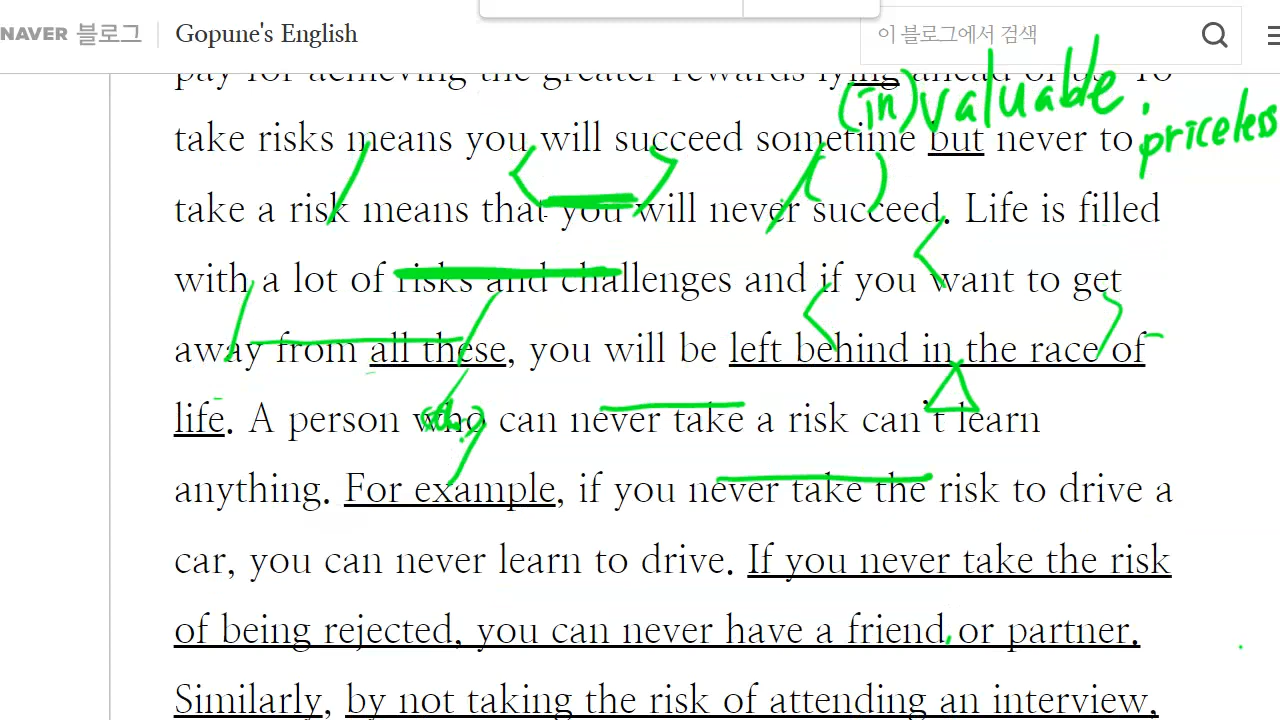 NAVER 블로그 Gopune's English 이 블로그에서 검색
pay for achieving the greater rewards lying ahead of us. To
(in)valuable.
priceless
take risks means you will succeed sometime but never to
take a risk means that you will never succeed. Life is filled
with a lot of risks and challenges and if you want to get
away from all these, you will be left behind in the race of
life. A person who can never take a risk can't learn
anything. For example, if you never take the risk to drive a
car, you can never learn to drive. If you never take the risk
of being rejected, you can never have a friend or partner.
Similarly, by not taking the risk of attending an interview,